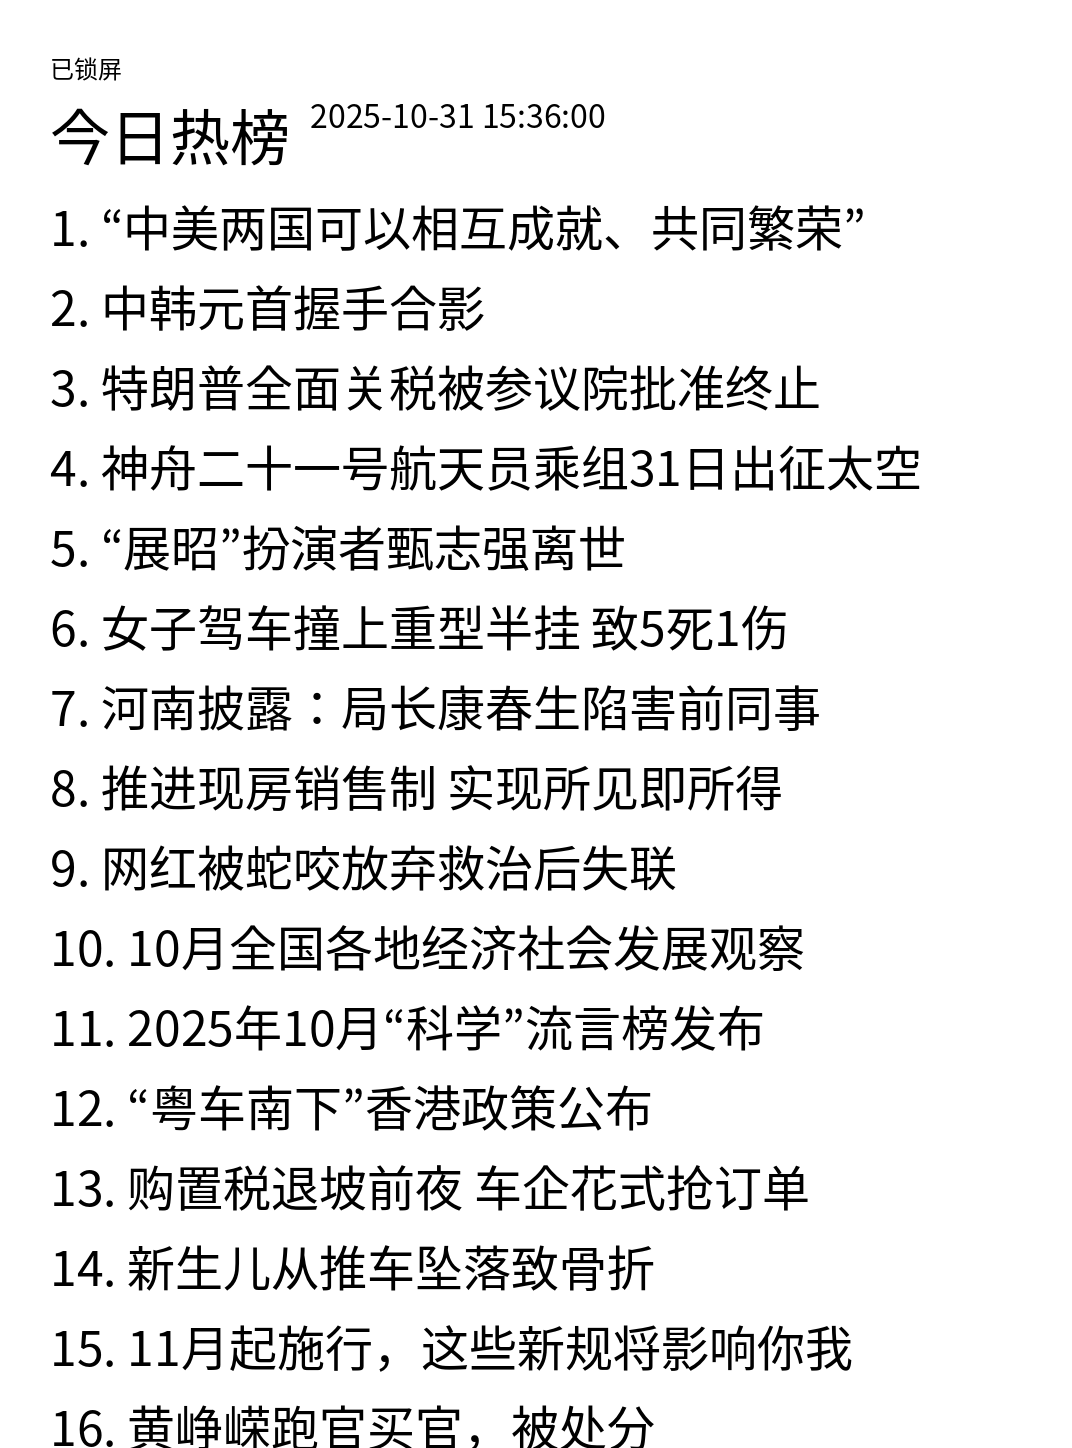 已锁屏
今日热榜 2025-10-31 15:36:00
1. “中美两国可以相互成就、共同繁荣”
2. 中韩元首握手合影
3. 特朗普全面关税被参议院批准终止
4. 神舟二十一号航天员乘组31日出征太空
5. “展昭”扮演者甄志强离世
6. 女子驾车撞上重型半挂 致5死1伤
7. 河南披露：局长康春生陷害前同事
8. 推进现房销售制 实现所见即所得
9. 网红被蛇咬放弃救治后失联
10. 10月全国各地经济社会发展观察
11. 2025年10月“科学”流言榜发布
12. “粤车南下”香港政策公布
13. 购置税退坡前夜 车企花式抢订单
14. 新生儿从推车坠落致骨折
15. 11月起施行，这些新规将影响你我
16. 黄峥嵘跑官买官，被处分